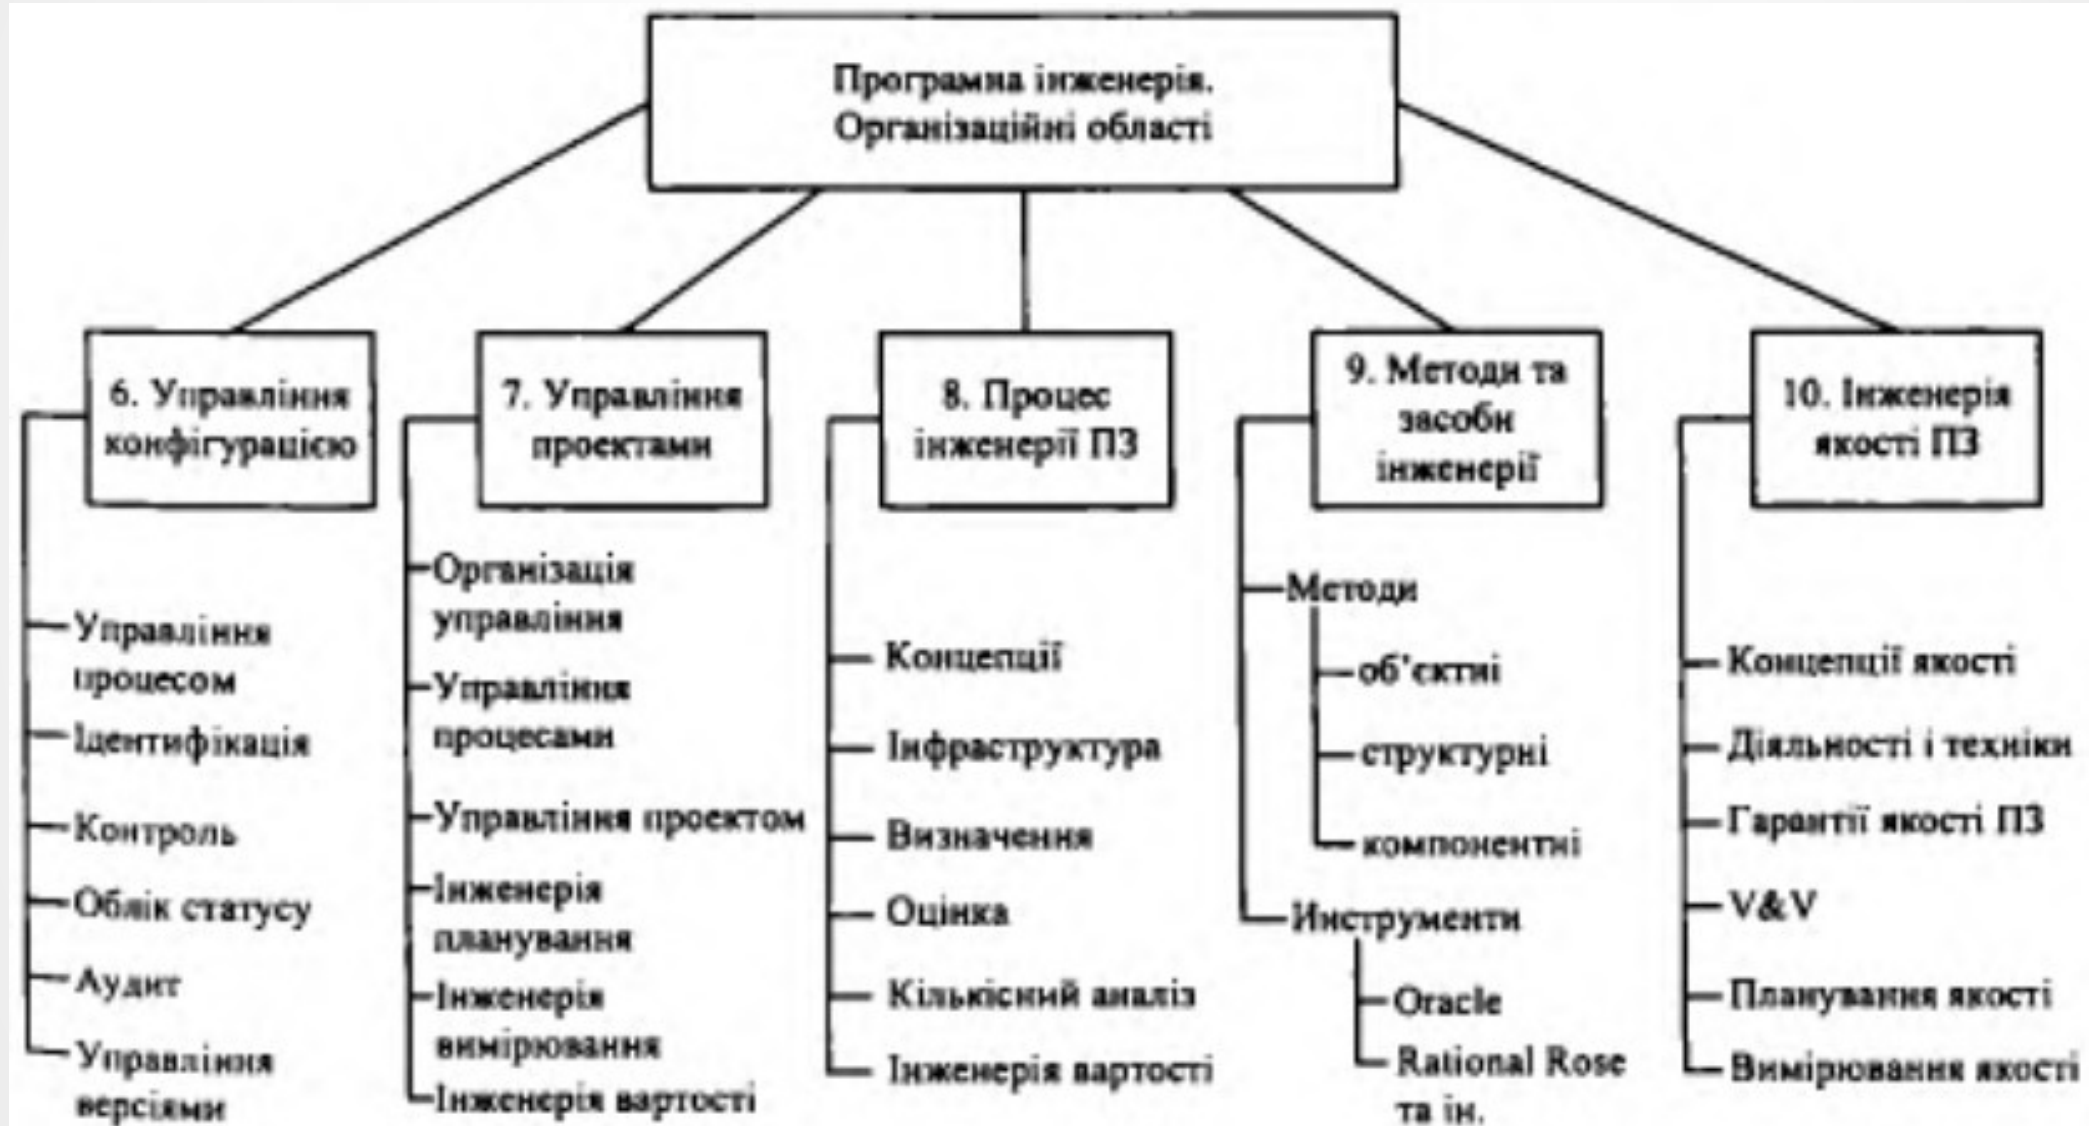 Програмна інженерія.
Організаційні області
6. Управління
конфігурацією
7. Управління
проектами
8. Процес
інженерії ПЗ
9. Методи та
засоби
інженерії
10. Інженерія
якості ПЗ
Управління
процесом
Ідентифікація
Контроль
Облік статусу
Аудит
Управління
версіями
Організація
управління
Управління
процесами
Управління проектом
Інженерія
планування
Інженерія
вимірювання
Інженерія вартості
Концепції
Інфраструктура
Визначення
Оцінка
Кількісний аналіз
Інженерія вартості
Методи
об'єктні
структурні
компонентні
Инструменти
Oracle
Rational Rose
та ін.
Концепції якості
Діяльності і техніки
Гарантії якості ПЗ
V&V
Планування якості
Вимірювання якості